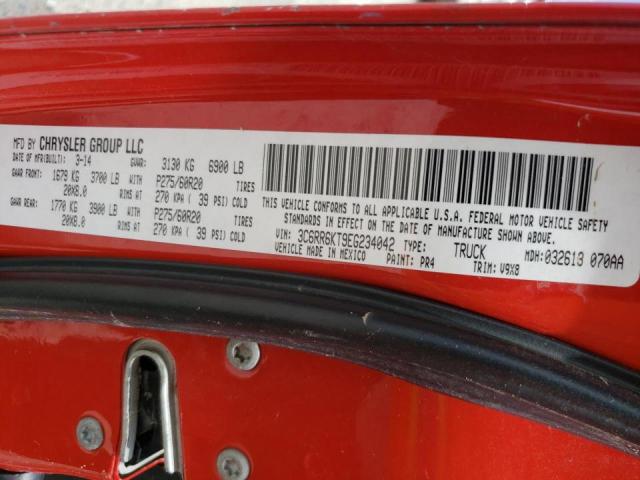 MFD BY CHRYSLER GROUP LLC
DATE OF MFR(BUILT) 3-14 GVWR: 3130 KG 6900 LB
GAWR FRONT: 1679 KG 3700 LB P275/60R20 TIRES
20X8.0 RIMS AT 270 KPA ( 39 PSI) COLD
GAWR REAR: 1770 KG 3900 LB P275/60R20 TIRES
20X8.0 RIMS AT 270 KPA ( 39 PSI) COLD
THIS VEHICLE CONFORMS TO ALL APPLICABLE U.S.A. FEDERAL MOTOR VEHICLE SAFETY
STANDARDS IN EFFECT ON THE DATE OF MANUFACTURE SHOWN ABOVE.
VIN: 3C6RR6KT9EG234042 TYPE: TRUCK MDH: 032613 070AA
VEHICLE MADE IN MEXICO PAINT: PR4 TRIM: V9X8